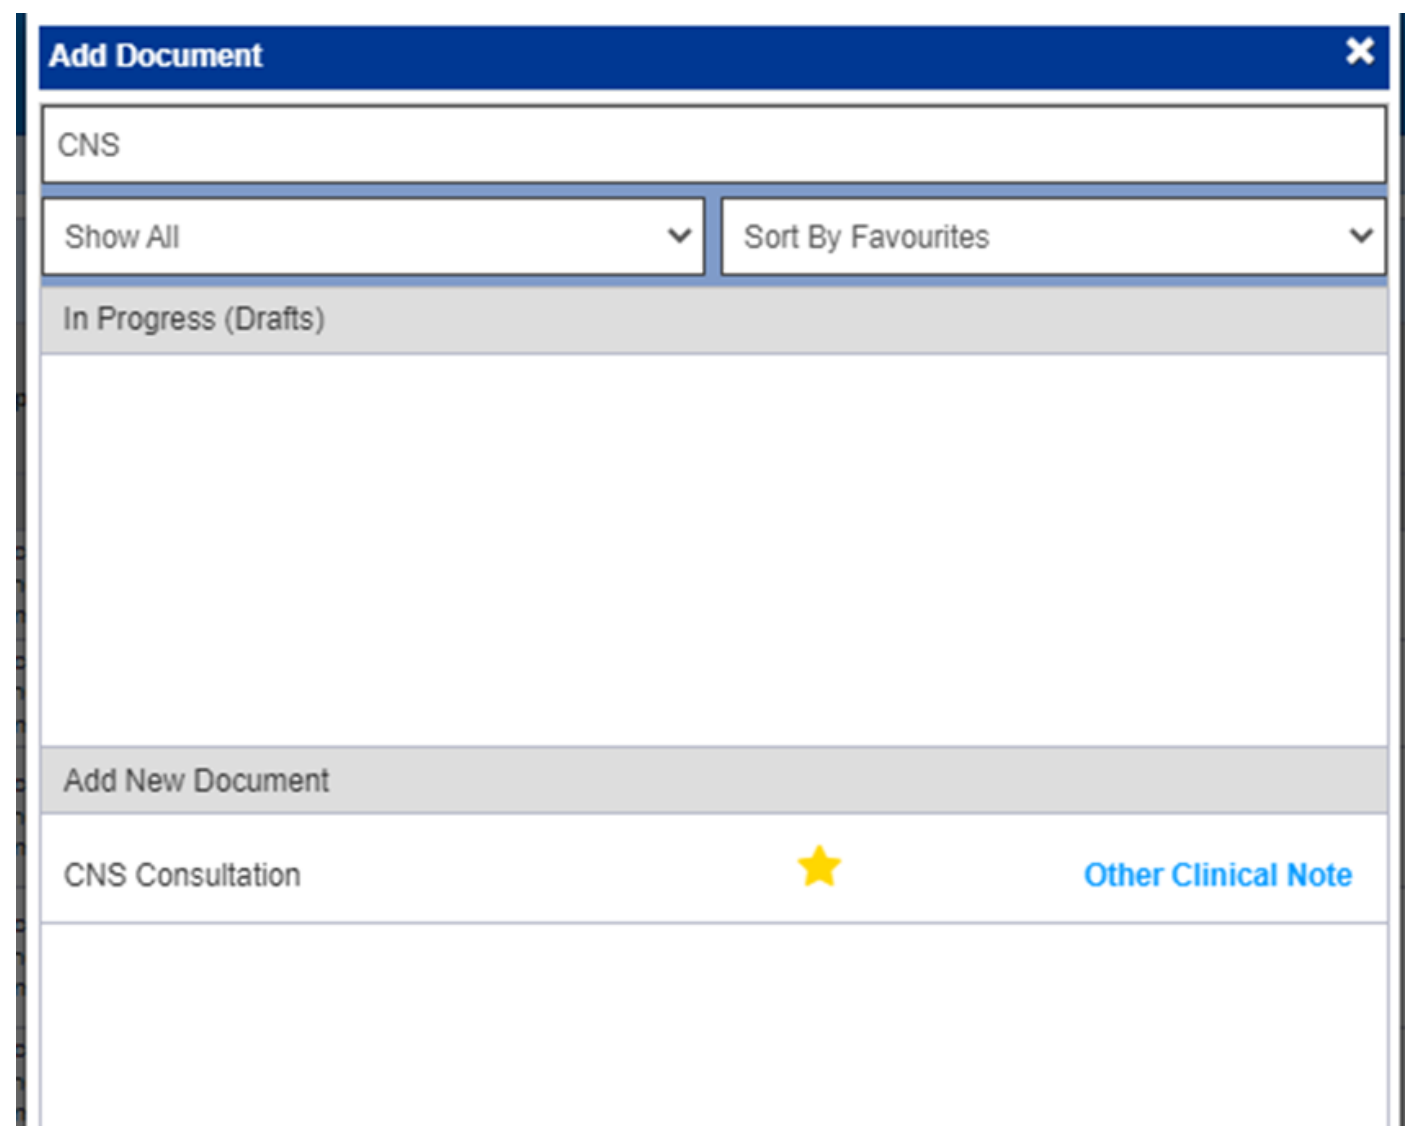 Add Document
CNS
Show All
Sort By Favourites
In Progress (Drafts)
Add New Document
CNS Consultation
Other Clinical Note